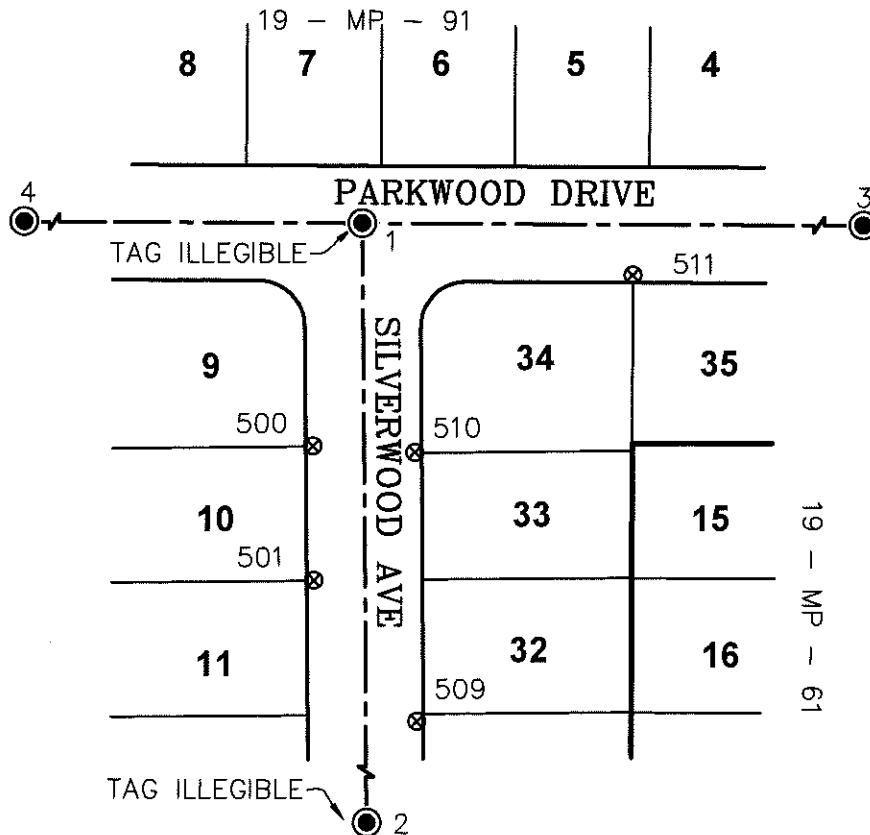 19 - MP - 91
8 7 6 5 4
PARKWOOD DRIVE
4
3
TAG ILLEGIBLE
1
511
SILVERWOOD AVE
9
34
35
500
510
10
33
15
501
19 - MP - 61
11
32
16
509
TAG ILLEGIBLE
2